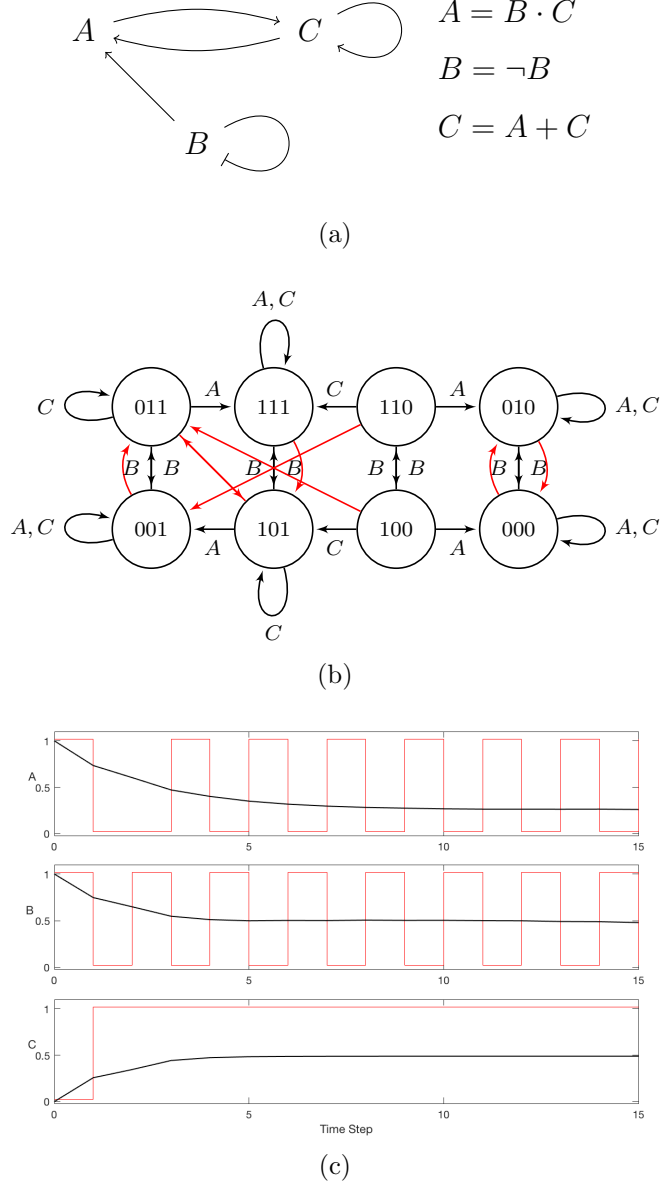 A C A = B · C
B = ¬B
B C = A + C
(a)
A, C
C A C A A, C
011 111 110 010
B B B B B B B B
001 101 100 000
A, C A C A A, C
C
(b)
1
A 0.5
0
0 5 10 15
1
B 0.5
0
0 5 10 15
1
C 0.5
0
0 5 10 15
Time Step
(c)